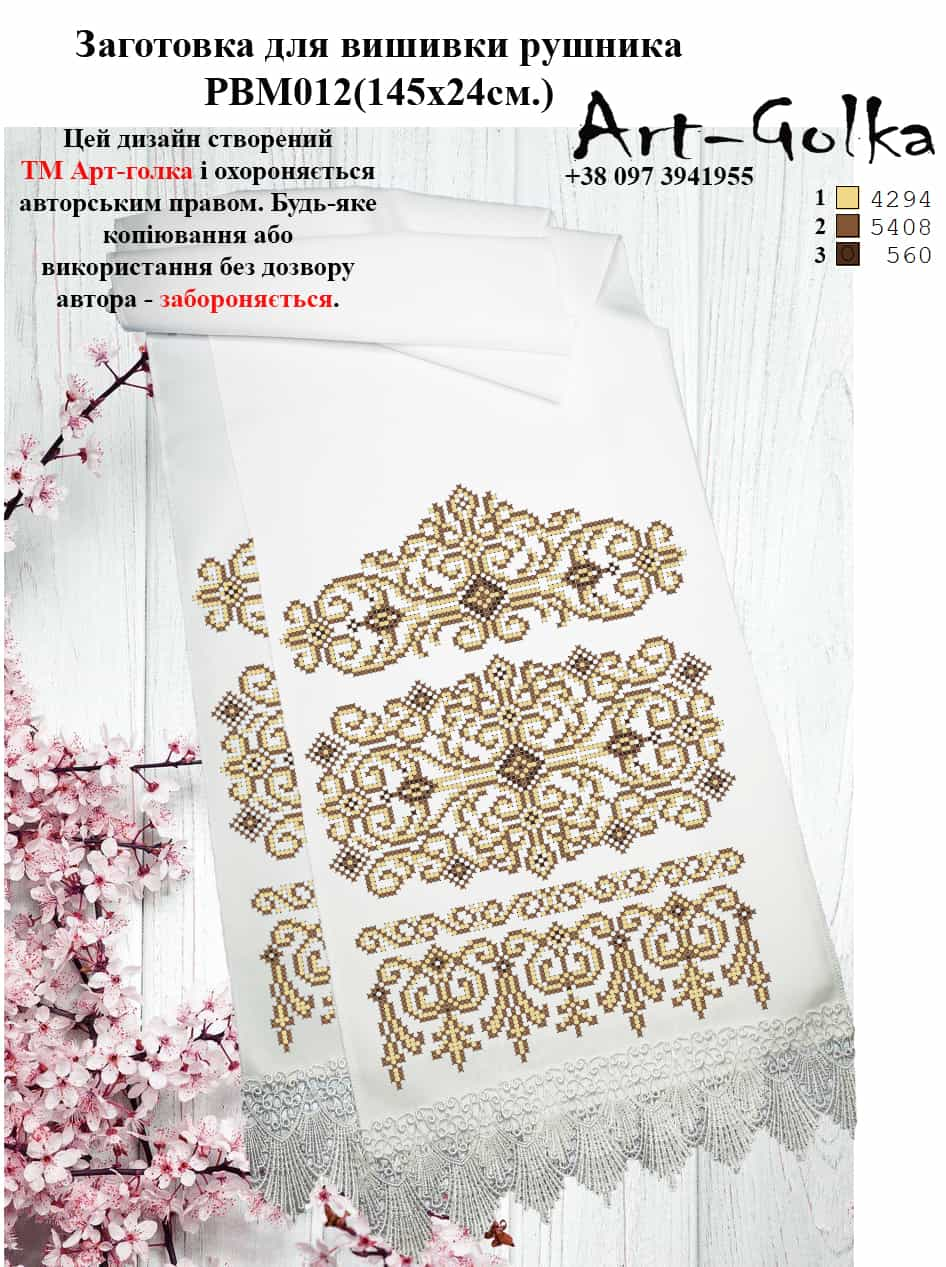 Заготовка для вишивки рушника
РВМ012(145х24см.)
Art-Golka
+38 097 3941955
Цей дизайн створений
ТМ Арт-голка і охороняється
авторським правом. Будь-яке
копіювання або
використання без дозвору
автора - забороняється.
1 4294
2 5408
3 560